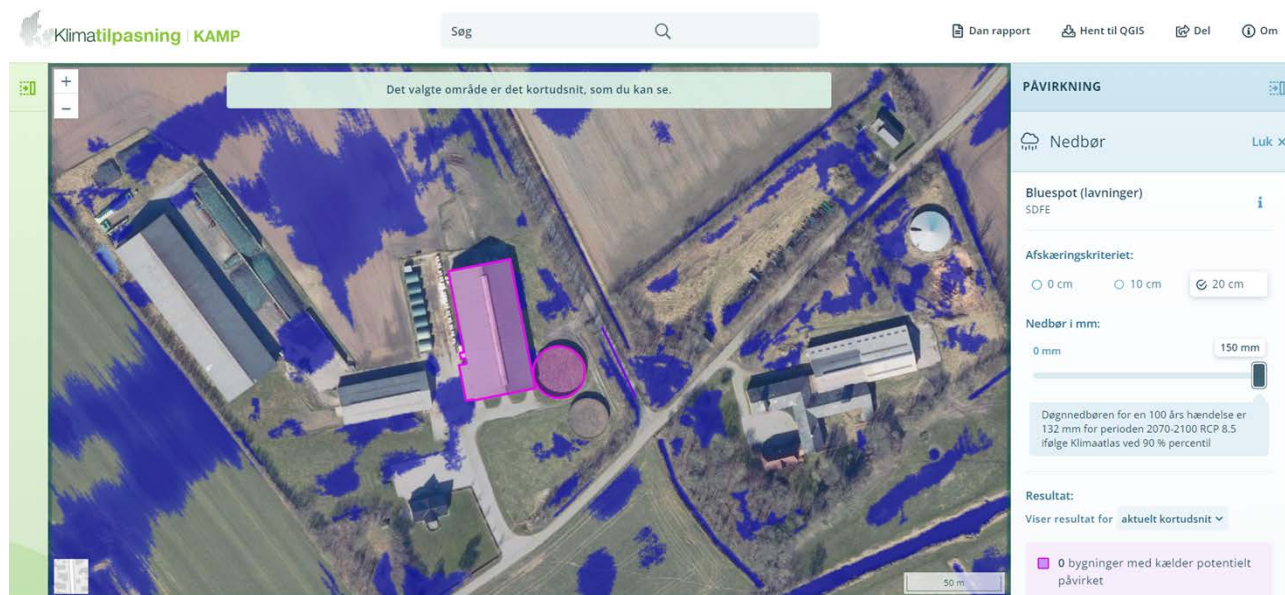 Klimatilpasning | KAMP
Søg
Dan rapport
Hent til QGIS
Del
Om
+
−
Det valgte område er det kortudsnit, som du kan se.
PÅVIRKNING
Nedbør
Luk ×
Bluespot (lavninger)
SDFE
Afskæringskriteriet:
0 cm
10 cm
20 cm
Nedbør i mm:
0 mm
150 mm
Døgnnedbøren for en 100 års hændelse er
132 mm for perioden 2070-2100 RCP 8.5
ifølge Klimaatlas ved 90 % percentil
Resultat:
Viser resultat for aktuelt kortudsnit
0 bygninger med kælder potentielt
påvirket
50 m